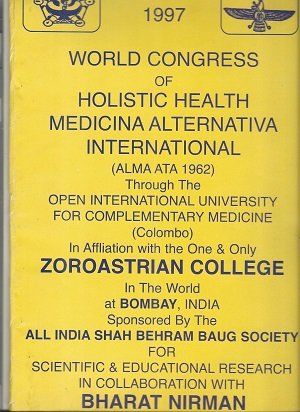 1997
WORLD CONGRESS
OF
HOLISTIC HEALTH
MEDICINA ALTERNATIVA
INTERNATIONAL
(ALMA ATA 1962)
Through The
OPEN INTERNATIONAL UNIVERSITY
FOR COMPLEMENTARY MEDICINE
(Colombo)
In Affliation with the One & Only
ZOROASTRIAN COLLEGE
In The World
at BOMBAY, INDIA
Sponsored By The
ALL INDIA SHAH BEHRAM BAUG SOCIETY
FOR
SCIENTIFIC & EDUCATIONAL RESEARCH
IN COLLABORATION WITH
BHARAT NIRMAN